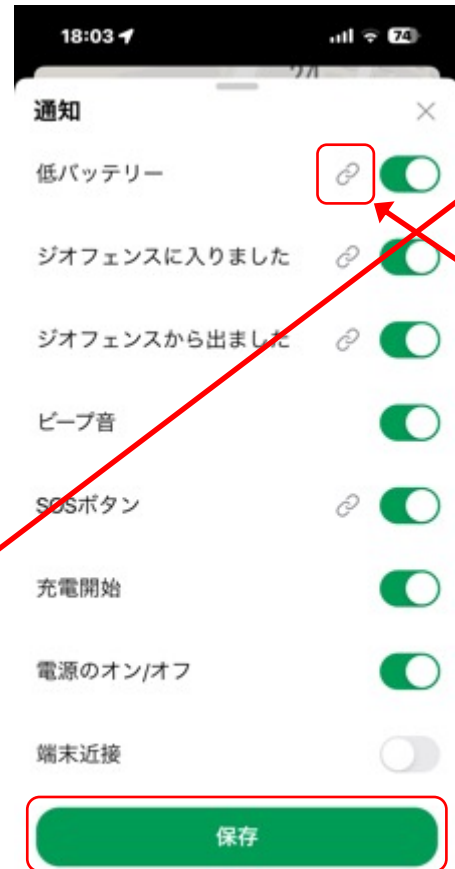 18:03
74
通知
低バッテリー
ジオフェンスに入りました
ジオフェンスから出ました
ビープ音
SOSボタン
充電開始
電源のオン/オフ
端末近接
保存